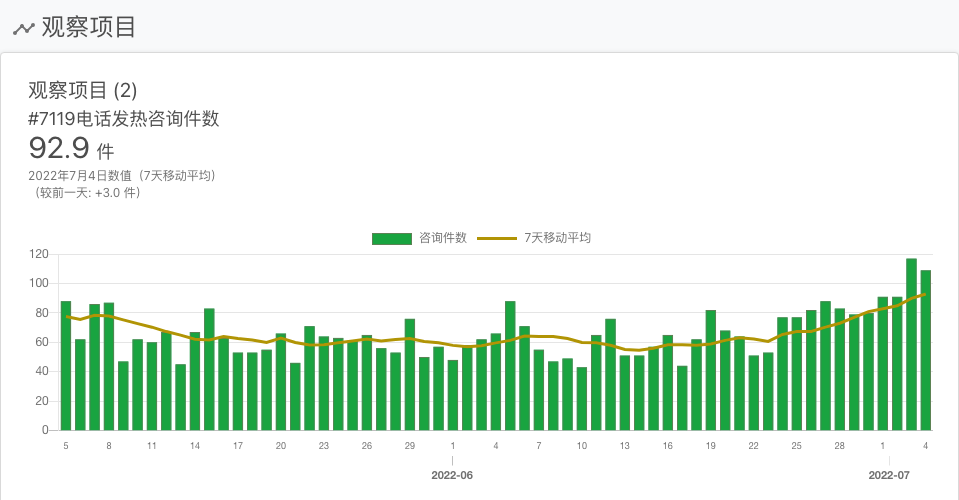 观察项目
观察项目 (2)
#7119电话发热咨询件数
92.9 件
2022年7月4日数值（7天移动平均）
（较前一天: +3.0 件）
咨询件数 7天移动平均
120
100
80
60
40
20
0
5 8 11 14 17 20 23 26 29 1 4 7 10 13 16 19 22 25 28 1 4
2022-06 2022-07